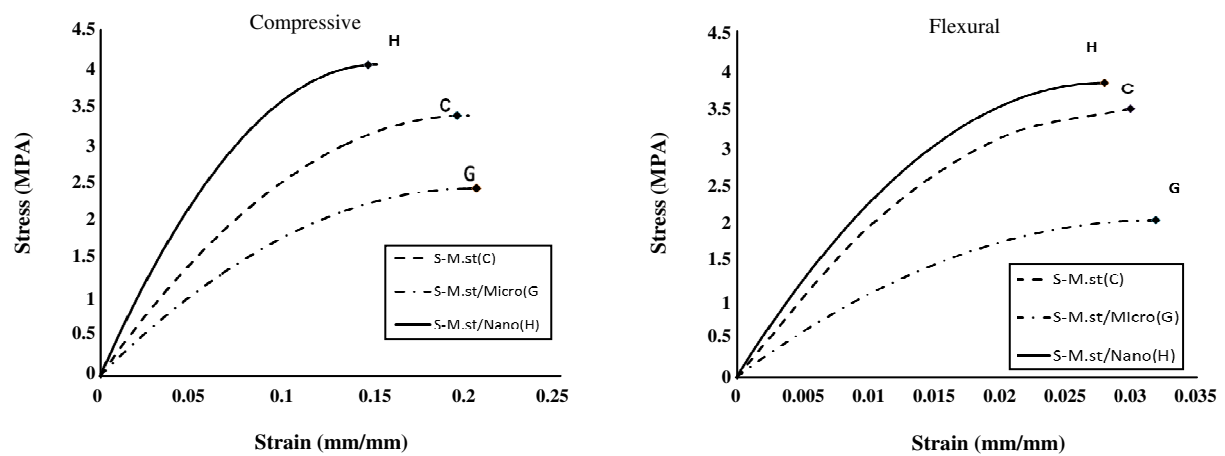 Compressive
4.5
4
3.5
3
2.5
2
1.5
1
0.5
0
Stress (MPA)
H
C
G
S-M.st(C)
S-M.st/Micro(G
S-M.st/Nano(H)
0 0.05 0.1 0.15 0.2 0.25
Strain (mm/mm)
Flexural
4.5
4
3.5
3
2.5
2
1.5
1
0.5
0
Stress (MPA)
H
C
G
S-M.st(C)
S-M.st/Micro(G)
S-M.st/Nano(H)
0 0.005 0.01 0.015 0.02 0.025 0.03 0.035
Strain (mm/mm)